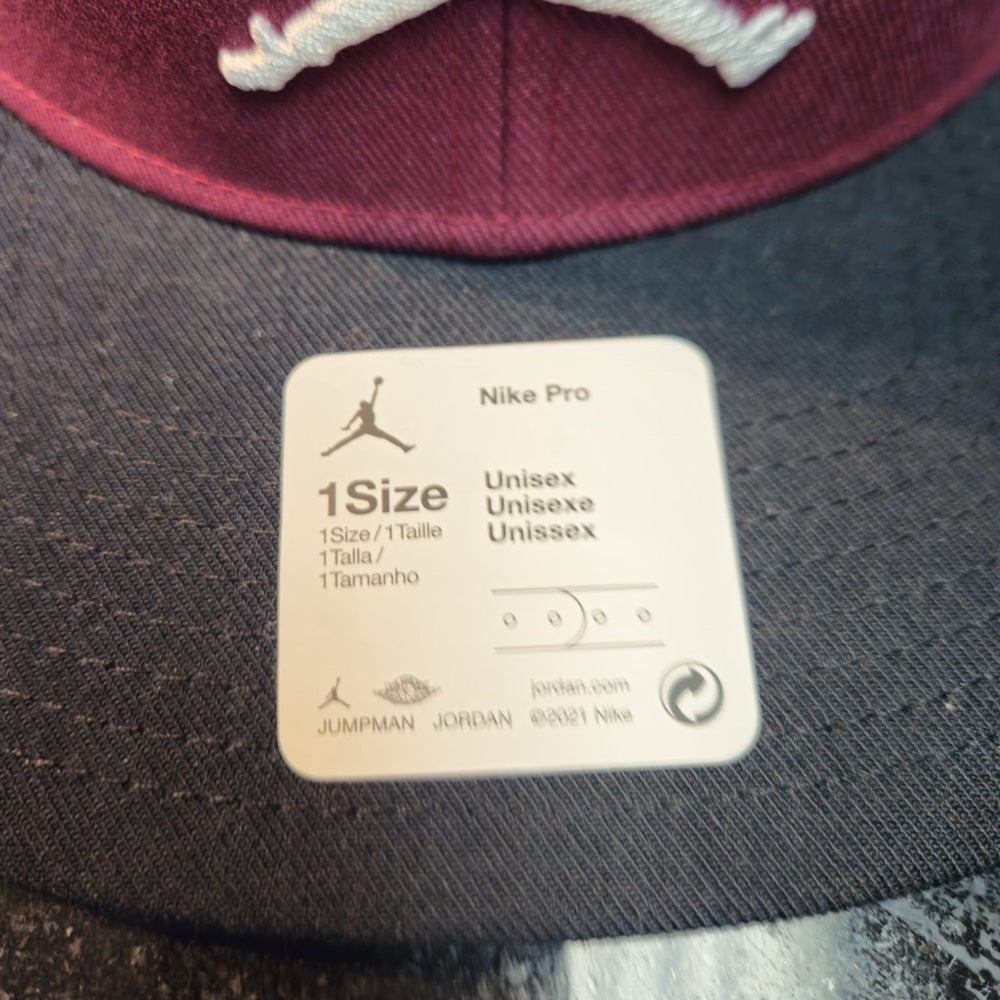 Nike Pro
1Size
1Size / 1Taille
1Talla /
1Tamanho
Unisex
Unisexe
Unissex
JUMPMAN
JORDAN
jordan.com
©2021 Nike